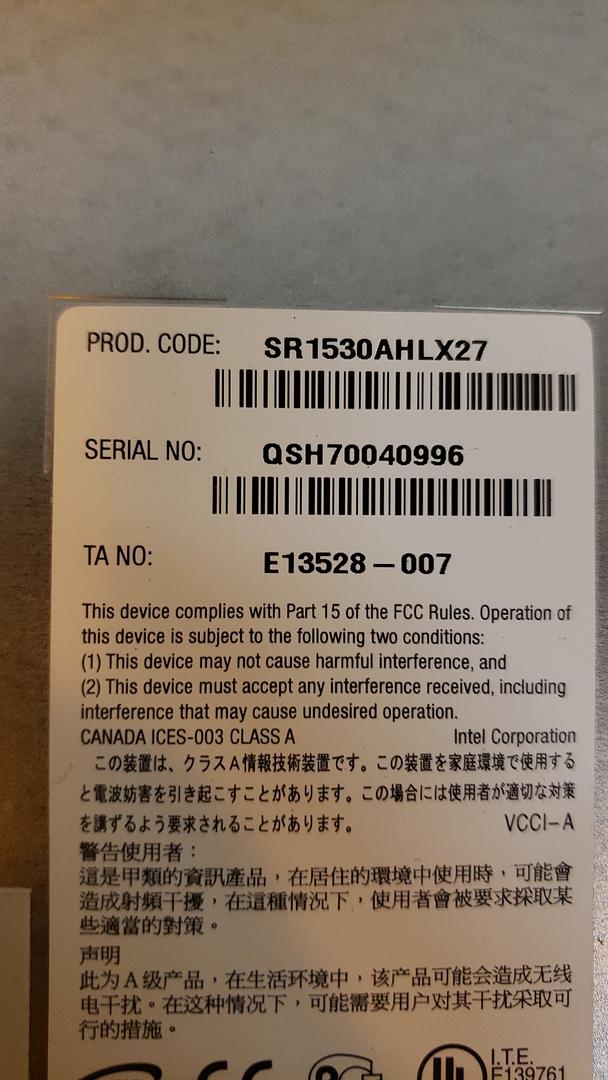 PROD. CODE: SR1530AHLX27
SERIAL NO: QSH70040996
TA NO: E13528-007
This device complies with Part 15 of the FCC Rules. Operation of
this device is subject to the following two conditions:
(1) This device may not cause harmful interference, and
(2) This device must accept any interference received, including
interference that may cause undesired operation.
CANADA ICES-003 CLASS A Intel Corporation
この装置は、クラスA情報技術装置です。この装置を家庭環境で使用する
と電波妨害を引き起こすことがあります。この場合には使用者が適切な対策
を講ずるよう要求されることがあります。 VCCI-A
警告使用者：
這是甲類的資訊產品，在居住的環境中使用時，可能會
造成射頻干擾，在這種情況下，使用者會被要求採取某
些適當的對策。
声明
此为A级产品，在生活环境中，该产品可能会造成无线
电干扰。在这种情况下，可能需要用户对其干扰采取可
行的措施。
I.T.E.
E139761